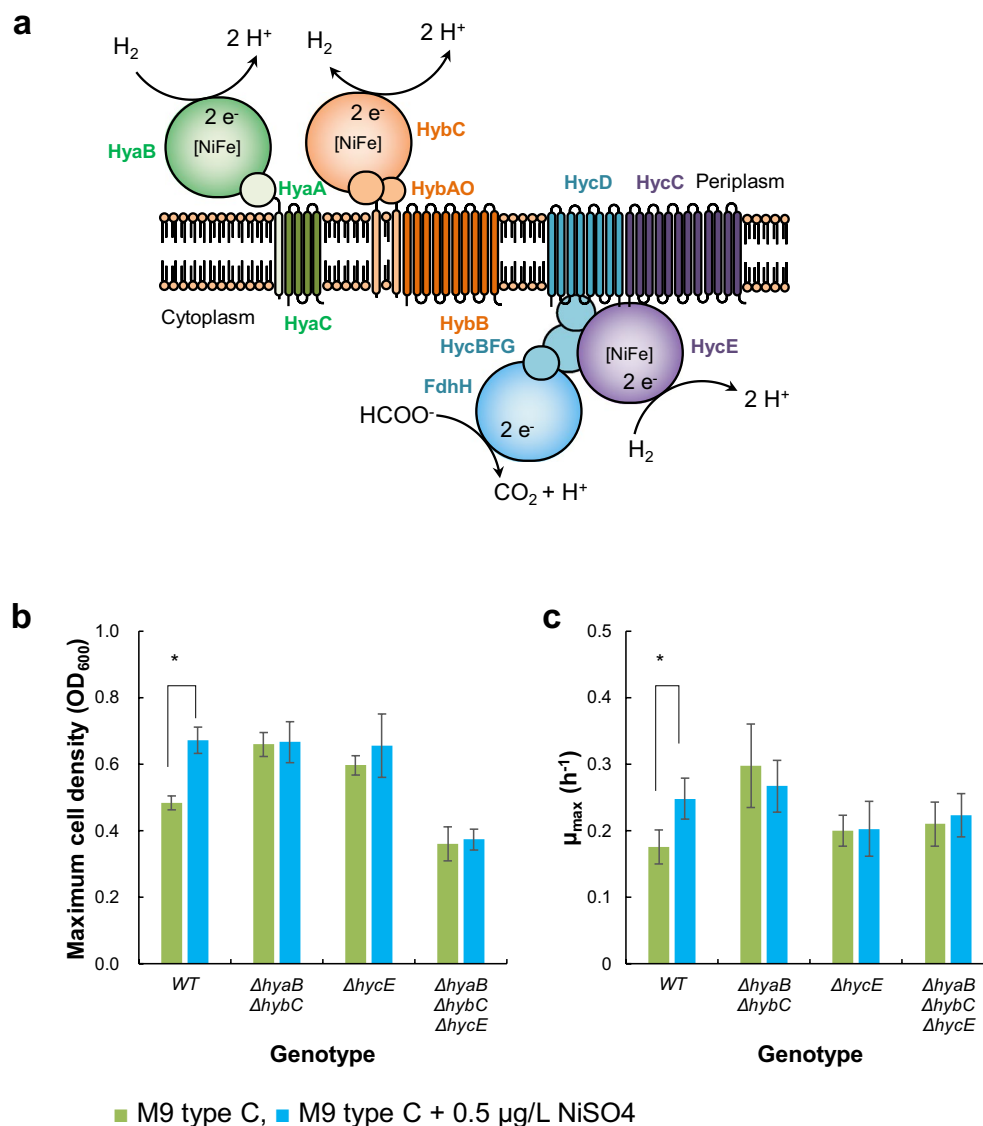 a
H₂ 2 H⁺ H₂ 2 H⁺
2 e⁻
[NiFe]
HyaB
2 e⁻
[NiFe]
HybC
HyaA HybAO HycD HycC Periplasm
Cytoplasm
HyaC HybB
HycBFG
FdhH
[NiFe]
2 e⁻
HycE
HCOO⁻
2 e⁻
2 H⁺
H₂
CO₂ + H⁺
b
Maximum cell density (OD₆₀₀)
1.0
0.8
0.6
0.4
0.2
0.0
*
WT
ΔhyaB
ΔhybC
ΔhycE
ΔhyaB
ΔhybC
ΔhycE
Genotype
c
μmax (h⁻¹)
0.5
0.4
0.3
0.2
0.1
0
*
WT
ΔhyaB
ΔhybC
ΔhycE
ΔhyaB
ΔhybC
ΔhycE
Genotype
M9 type C, M9 type C + 0.5 μg/L NiSO4